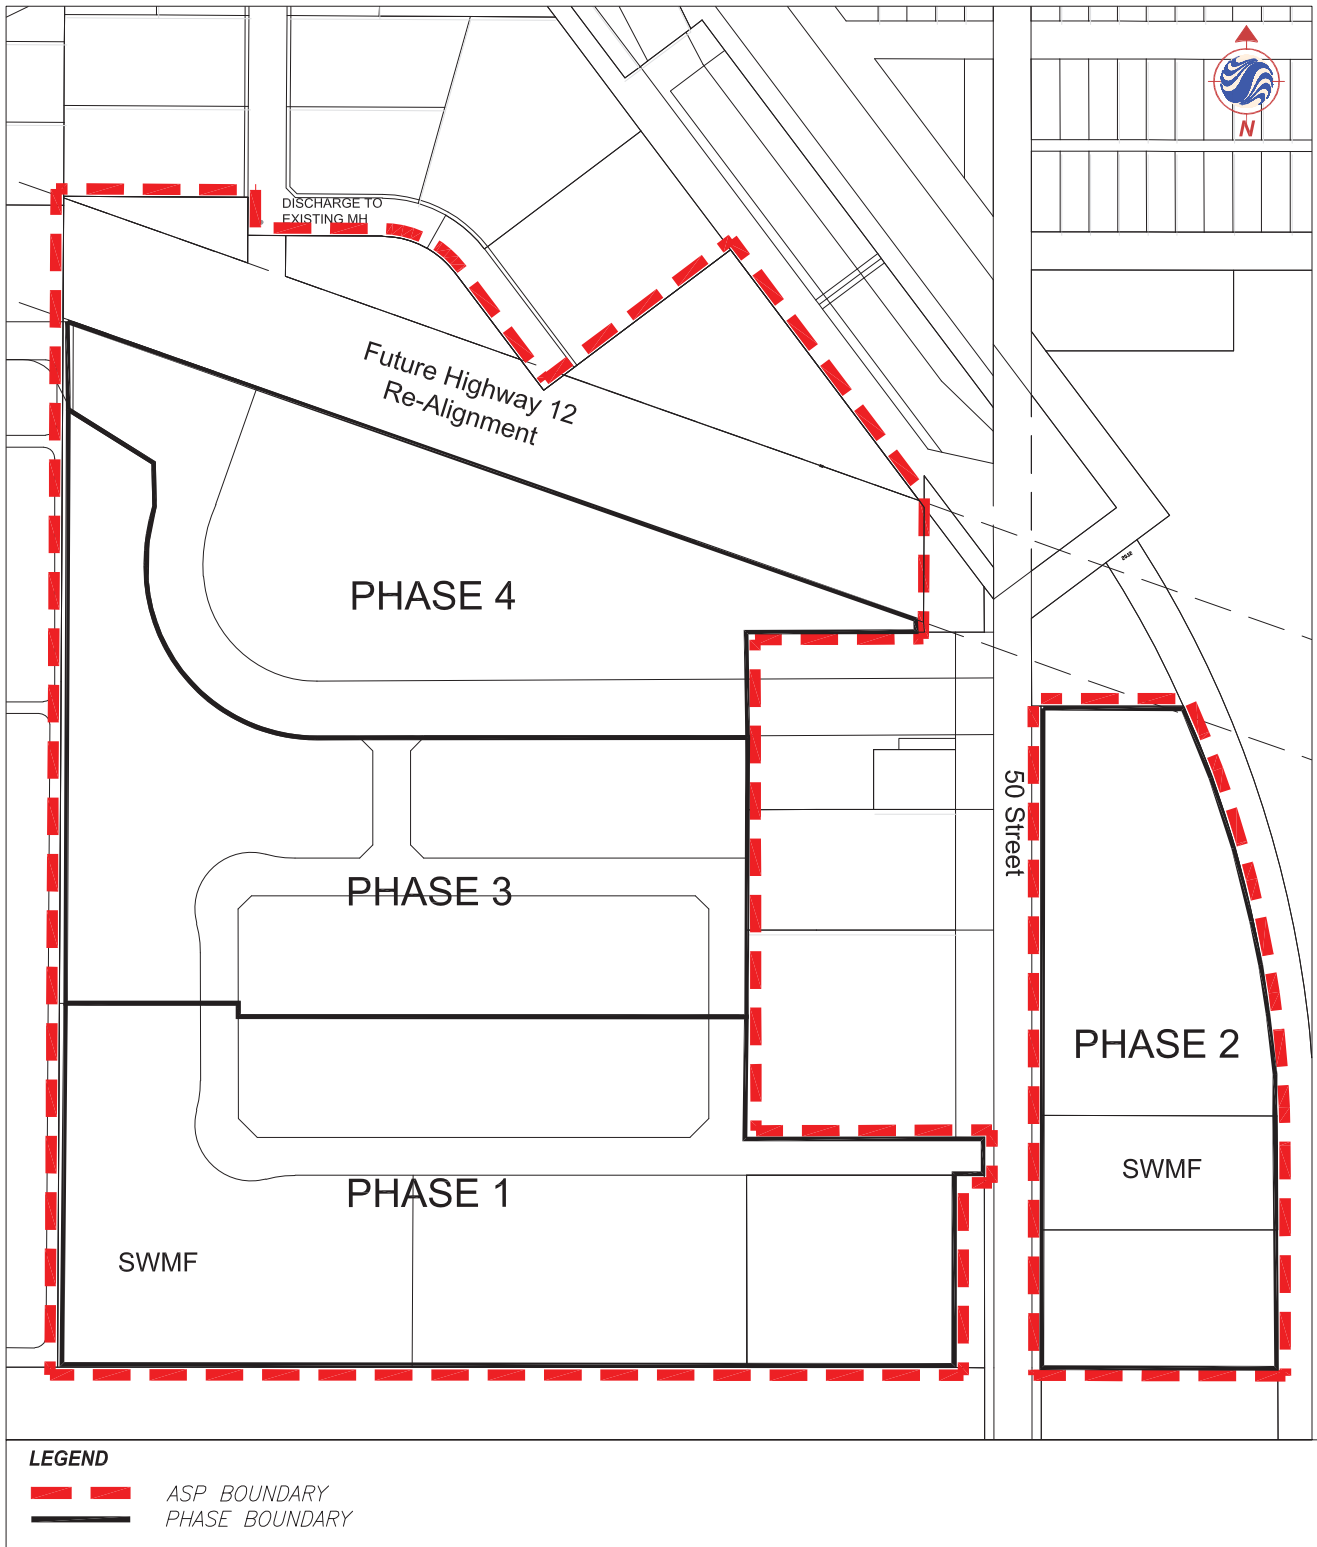 N
DISCHARGE TO
EXISTING MH
Future Highway 12
Re-Alignment
PHASE 4
50 Street
PHASE 3
PHASE 2
SWMF
PHASE 1
SWMF
LEGEND
ASP BOUNDARY
PHASE BOUNDARY